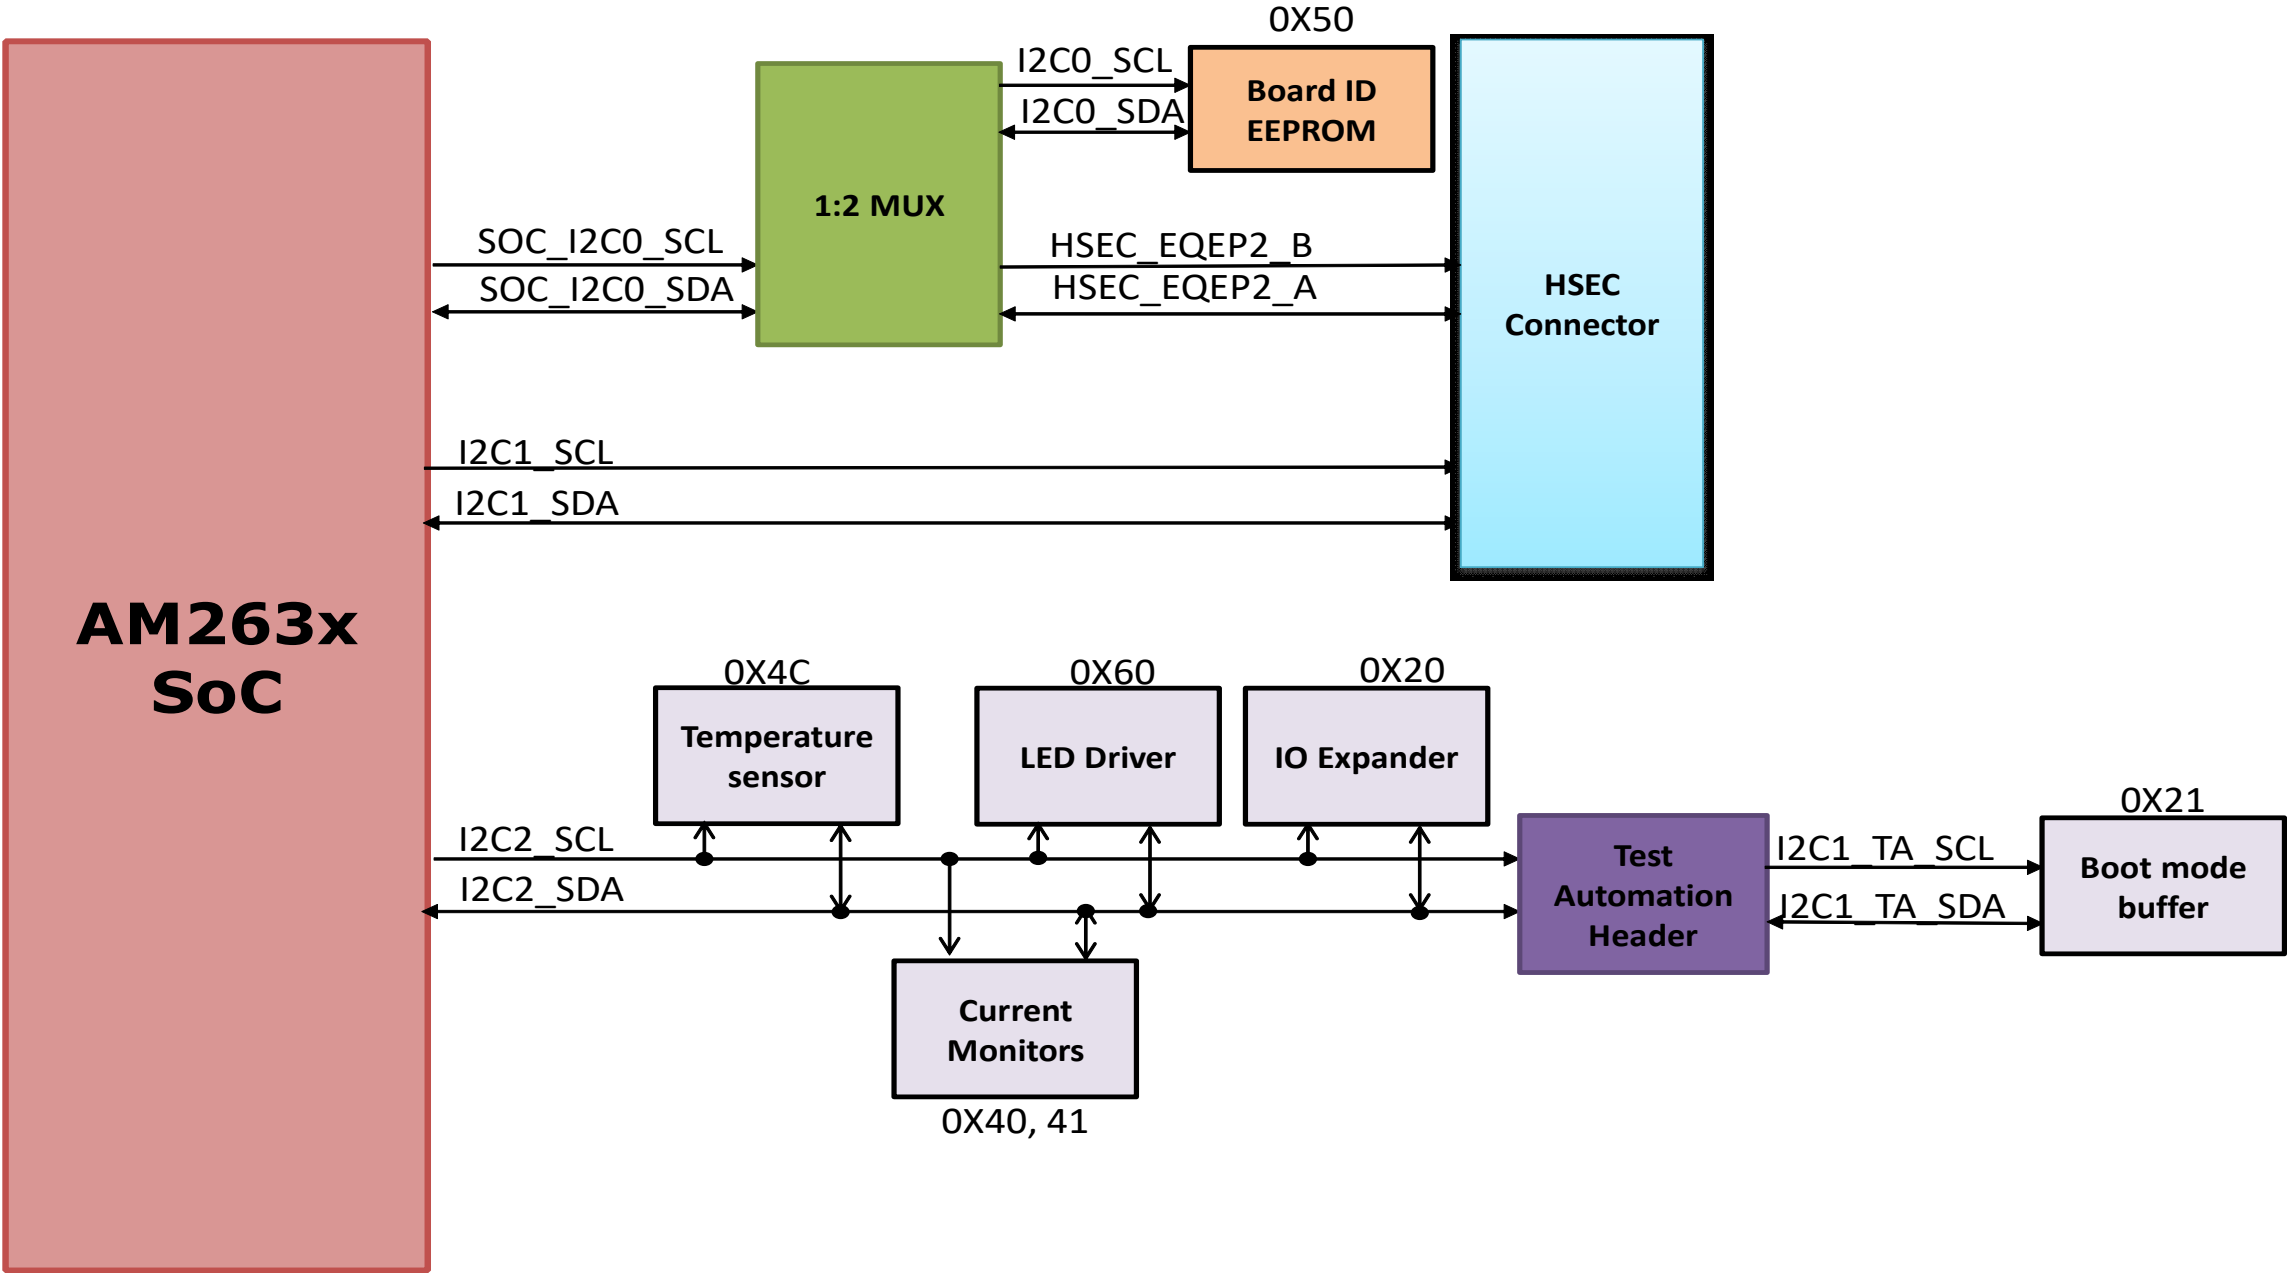 0X50
I2C0_SCL
I2C0_SDA
Board ID
EEPROM
1:2 MUX
SOC_I2C0_SCL
SOC_I2C0_SDA
HSEC_EQEP2_B
HSEC_EQEP2_A
HSEC
Connector
I2C1_SCL
I2C1_SDA
AM263x
SoC
0X4C
Temperature
sensor
0X60
LED Driver
0X20
IO Expander
I2C2_SCL
I2C2_SDA
Test
Automation
Header
I2C1_TA_SCL
I2C1_TA_SDA
0X21
Boot mode
buffer
Current
Monitors
0X40, 41